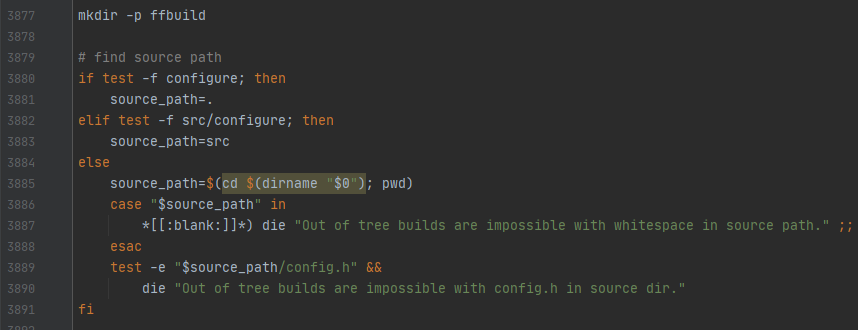 3877 mkdir -p ffbuild
3878
3879 # find source path
3880 if test -f configure; then
3881     source_path=.
3882 elif test -f src/configure; then
3883     source_path=src
3884 else
3885     source_path=$(cd $(dirname "$0"); pwd)
3886     case "$source_path" in
3887         *[[:blank:]]*) die "Out of tree builds are impossible with whitespace in source path." ;;
3888     esac
3889     test -e "$source_path/config.h" &&
3890         die "Out of tree builds are impossible with config.h in source dir."
3891 fi